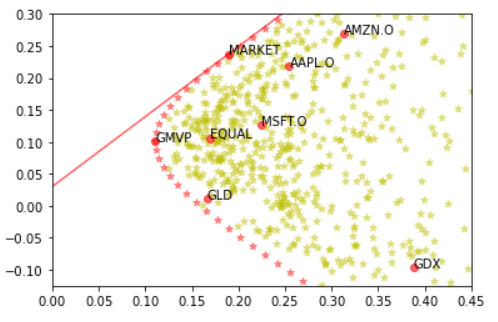 0.30
0.25
0.20
0.15
0.10
0.05
0.00
−0.05
−0.10
AMZN.O
MARKET
AAPL.O
MSFT.O
EQUAL
GMVP
GLD
GDX
0.00 0.05 0.10 0.15 0.20 0.25 0.30 0.35 0.40 0.45